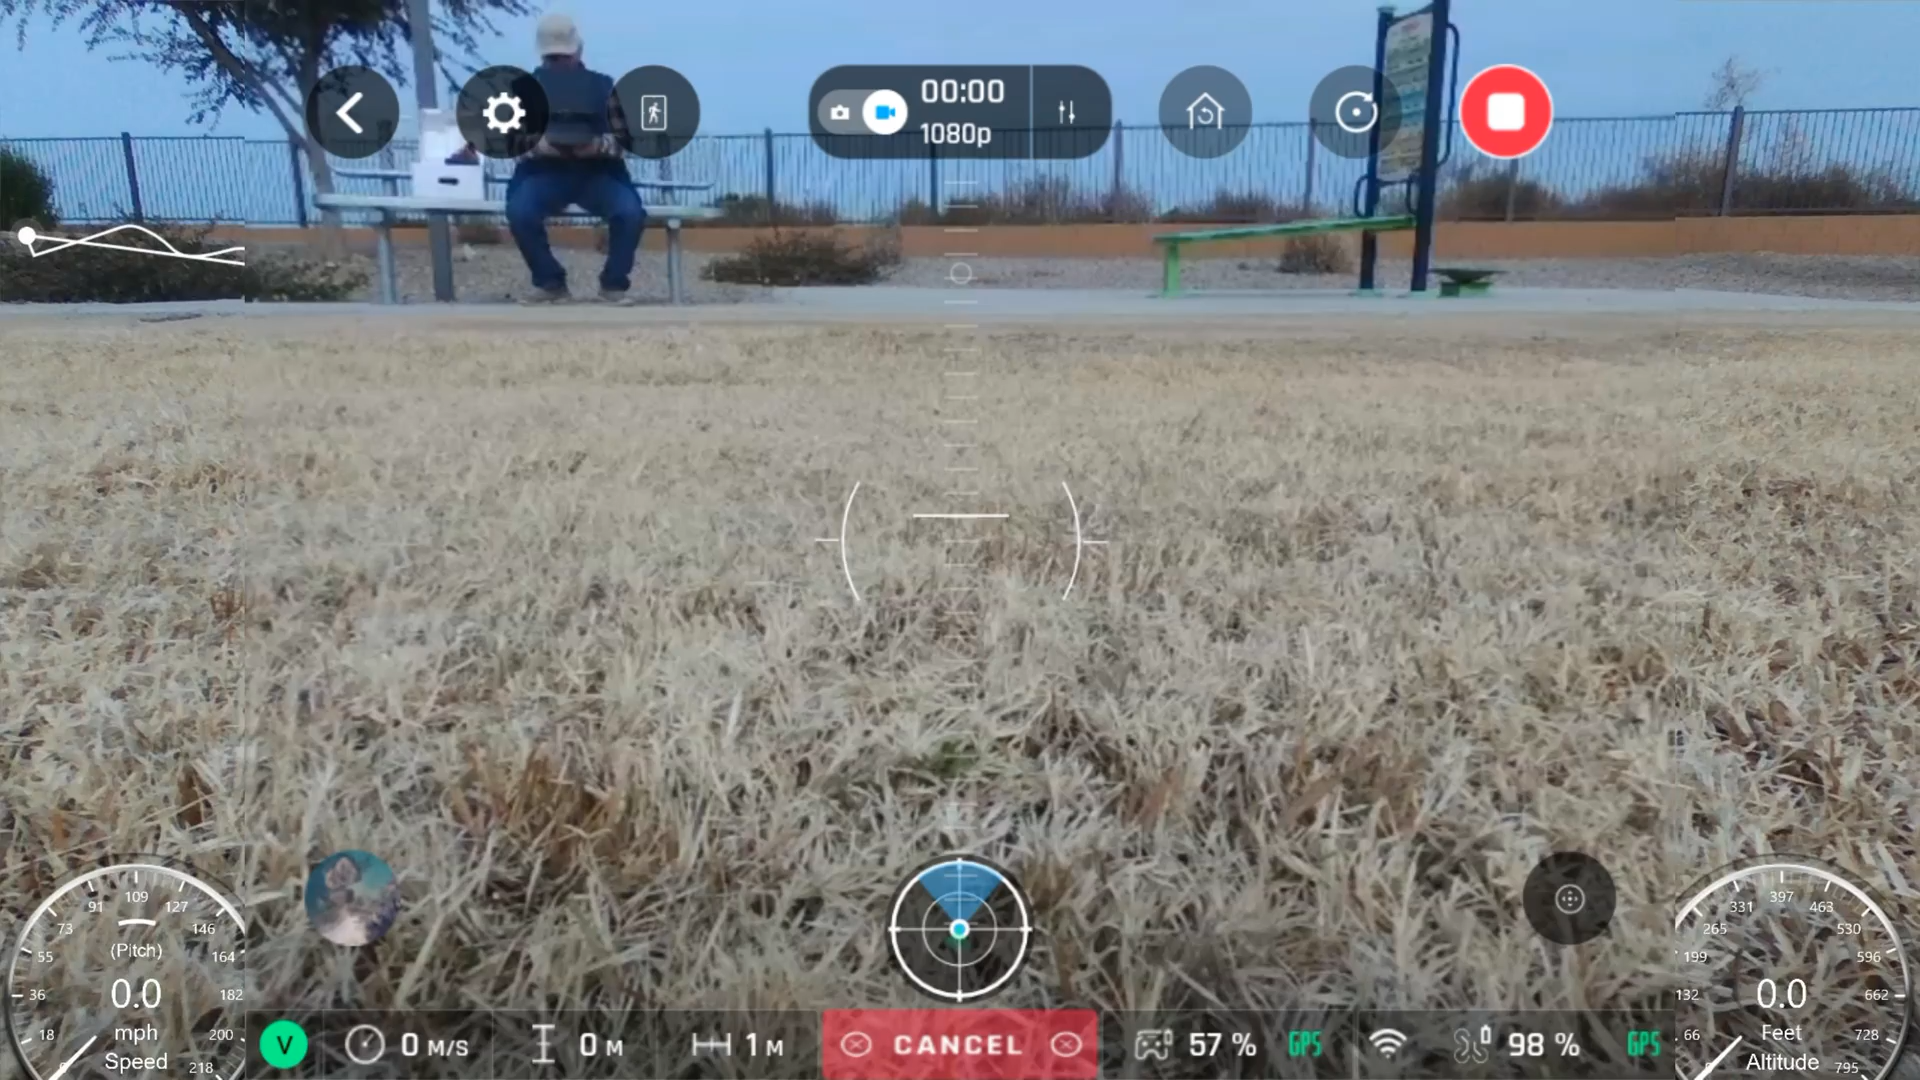 00:00
1080p
109
91 127
73 146
(Pitch)
55 164
0.0
36 182
mph
18 200
Speed
0 218
397
331 463
265 530
199 596
0.0
132 662
Feet
66 728
Altitude
795
V 0 M/S 0 M 1 M CANCEL 57 % GPS 98 % GPS